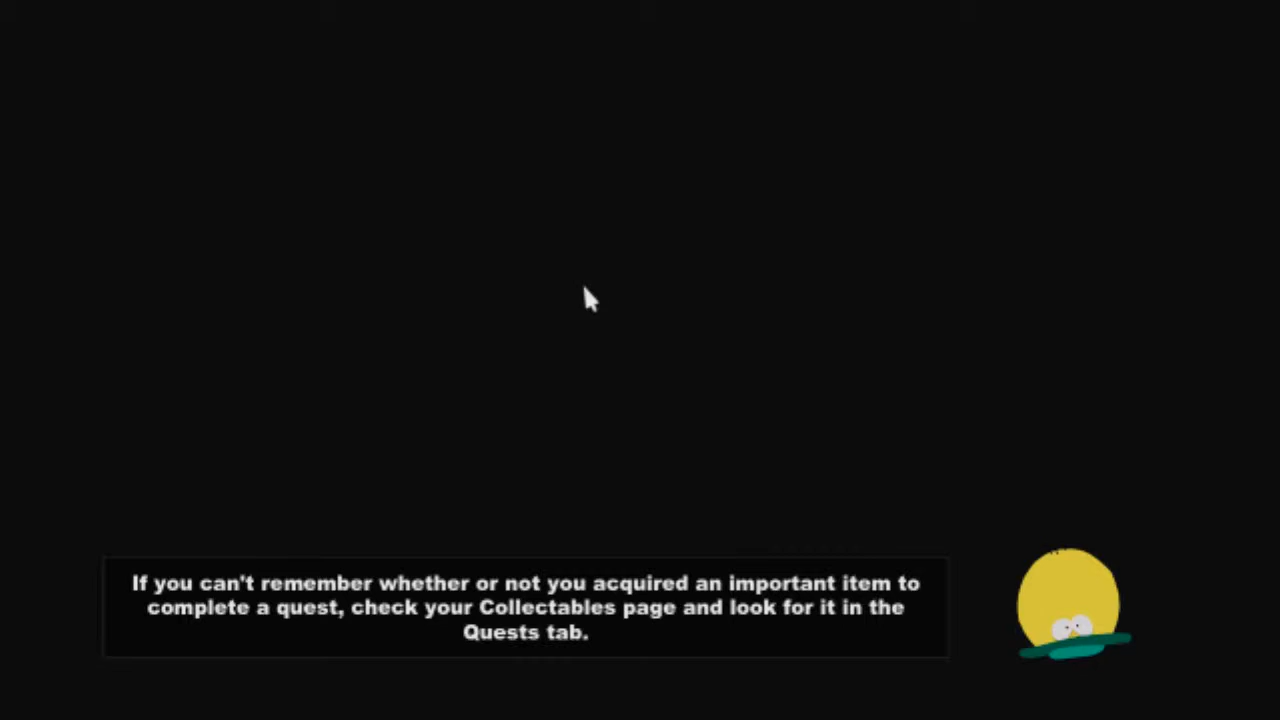 If you can't remember whether or not you acquired an important item to
complete a quest, check your Collectables page and look for it in the
Quests tab.